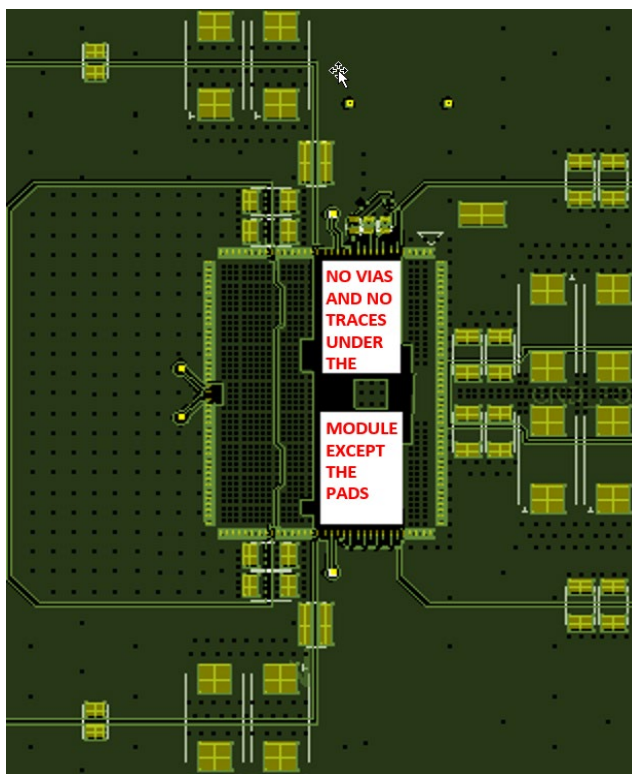 NO VIAS
AND NO
TRACES
UNDER
THE
MODULE
EXCEPT
THE
PADS